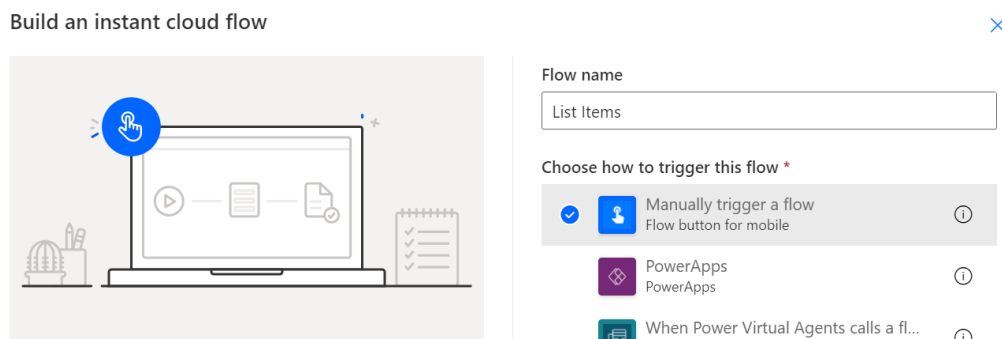 Build an instant cloud flow
Flow name
List Items
Choose how to trigger this flow *
Manually trigger a flow
Flow button for mobile
PowerApps
PowerApps
When Power Virtual Agents calls a fl...